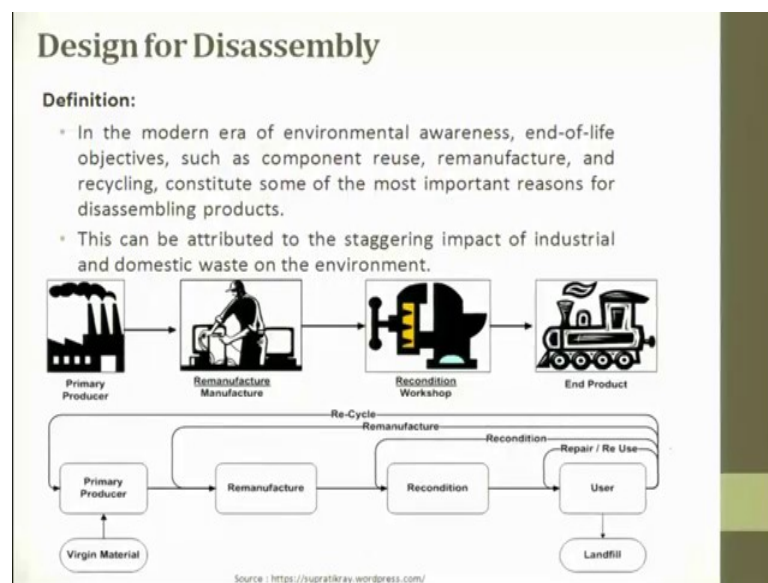 Design for Disassembly
Definition:
In the modern era of environmental awareness, end-of-life
objectives, such as component reuse, remanufacture, and
recycling, constitute some of the most important reasons for
disassembling products.
This can be attributed to the staggering impact of industrial
and domestic waste on the environment.
Primary
Producer
Remanufacture
Manufacture
Recondition
Workshop
End Product
Re-Cycle
Remanufacture
Recondition
Repair / Re Use
Primary
Producer
Remanufacture
Recondition
User
Virgin Material
Landfill
Source : https://supratikray.wordpress.com/